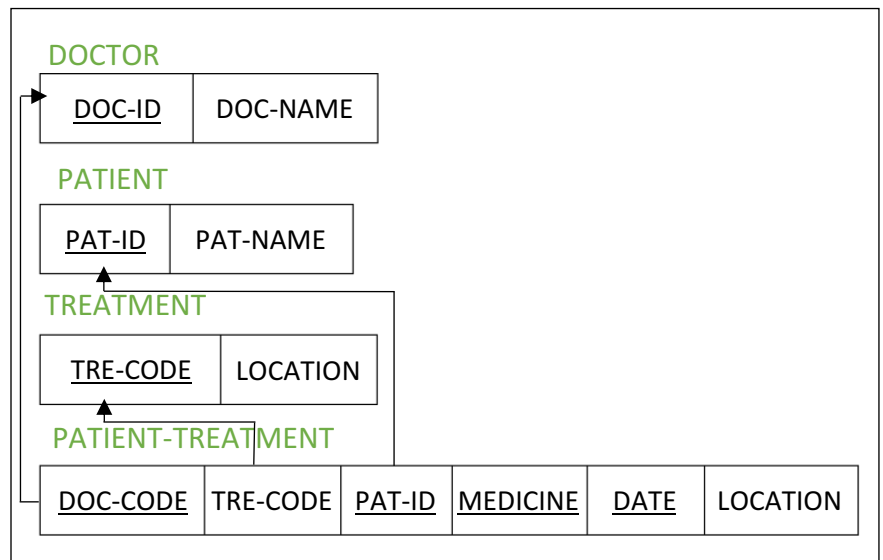 DOCTOR
DOC-ID DOC-NAME
PATIENT
PAT-ID PAT-NAME
TREATMENT
TRE-CODE LOCATION
PATIENT-TREATMENT
DOC-CODE TRE-CODE PAT-ID MEDICINE DATE LOCATION